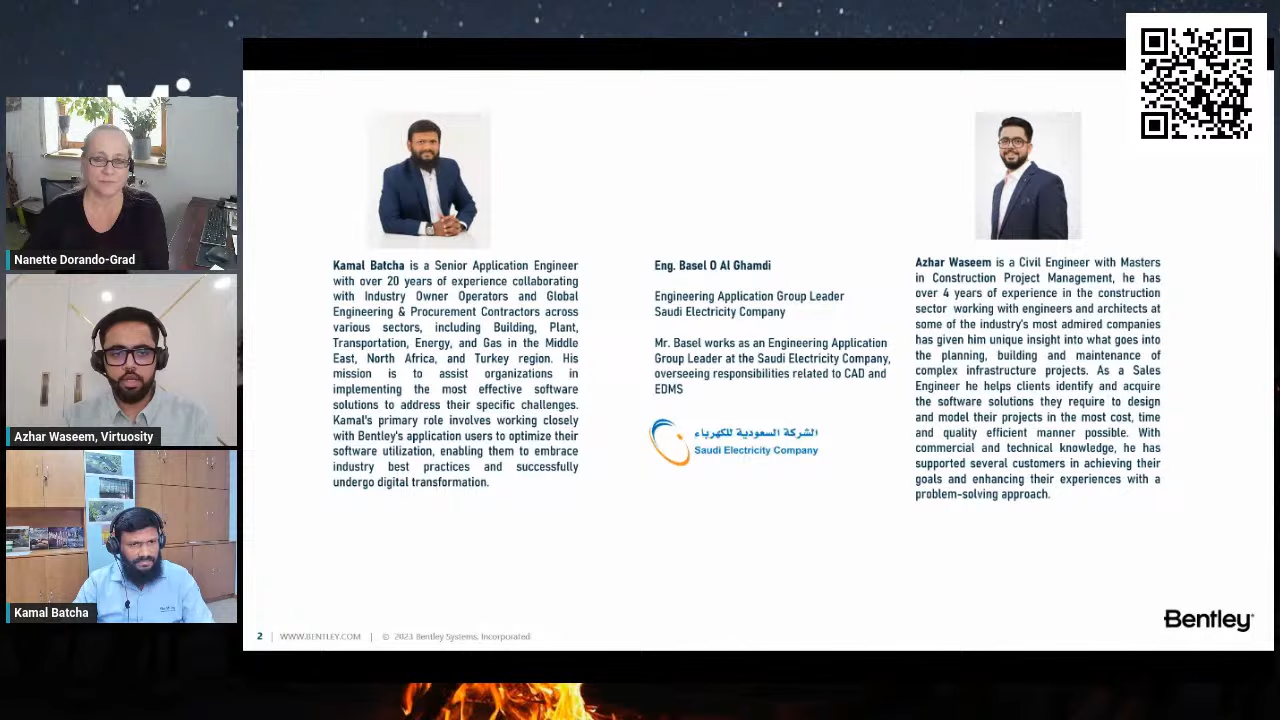 Mic
Nanette Dorando-Grad
Azhar Waseem, Virtuosity
Kamal Batcha
Kamal Batcha is a Senior Application Engineer
with over 20 years of experience collaborating
with Industry Owner Operators and Global
Engineering & Procurement Contractors across
various sectors, including Building, Plant,
Transportation, Energy, and Gas in the Middle
East, North Africa, and Turkey region. His
mission is to assist organizations in
implementing the most effective software
solutions to address their specific challenges.
Kamal's primary role involves working closely
with Bentley's application users to optimize their
software utilization, enabling them to embrace
industry best practices and successfully
undergo digital transformation.
Eng. Basel O Al Ghamdi
Engineering Application Group Leader
Saudi Electricity Company
Mr. Basel works as an Engineering Application
Group Leader at the Saudi Electricity Company,
overseeing responsibilities related to CAD and
EDMS
الشركة السعودية للكهرباء
Saudi Electricity Company
Azhar Waseem is a Civil Engineer with Masters
in Construction Project Management, he has
over 4 years of experience in the construction
sector working with engineers and architects at
some of the industry's most admired companies
has given him unique insight into what goes into
the planning, building and maintenance of
complex infrastructure projects. As a Sales
Engineer he helps clients identify and acquire
the software solutions they require to design
and model their projects in the most cost, time
and quality efficient manner possible. With
commercial and technical knowledge, he has
supported several customers in achieving their
goals and enhancing their experiences with a
problem-solving approach.
2 | WWW.BENTLEY.COM | © 2023 Bentley Systems, Incorporated
Bentley®